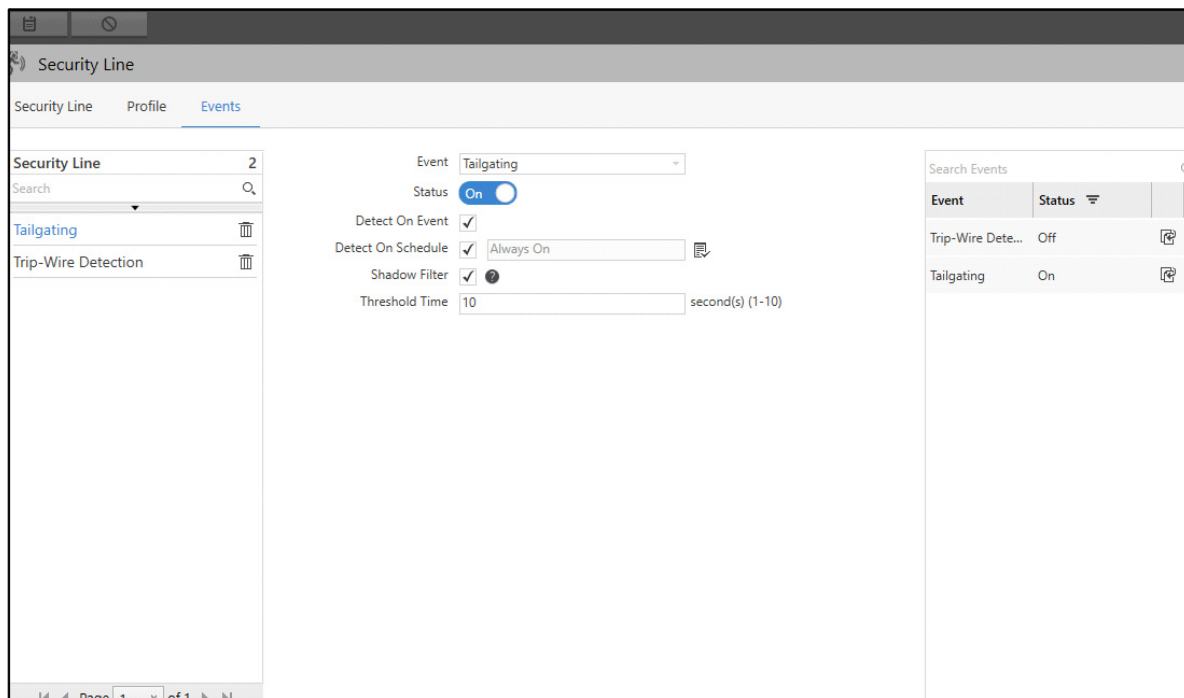 Security Line
Security Line Profile Events
Security Line 2
Search
Tailgating
Trip-Wire Detection
Event Tailgating
Status On
Detect On Event
Detect On Schedule Always On
Shadow Filter ?
Threshold Time 10 second(s) (1-10)
Search Events
Event Status
Trip-Wire Dete... Off
Tailgating On
Page 1 of 1